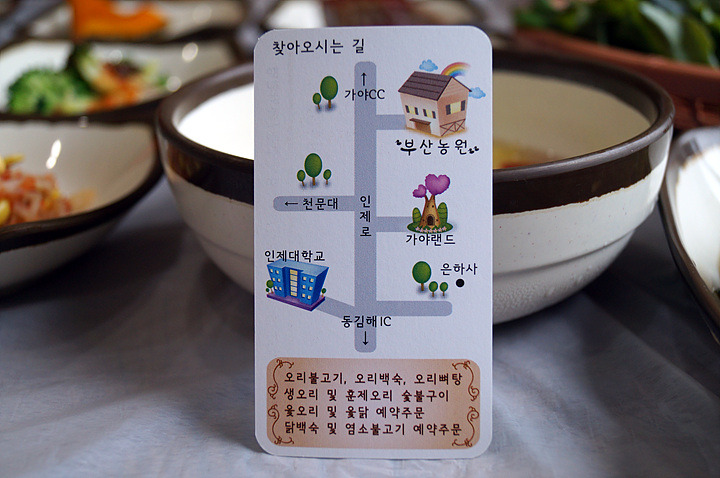 찾아오시는 길
↑
가야CC
부산농원
← 천문대
인제로
가야랜드
인제대학교
은하사
동김해IC
↓
오리불고기, 오리백숙, 오리뼈탕
생오리 및 훈제오리 숯불구이
옻오리 및 옻닭 예약주문
닭백숙 및 염소불고기 예약주문